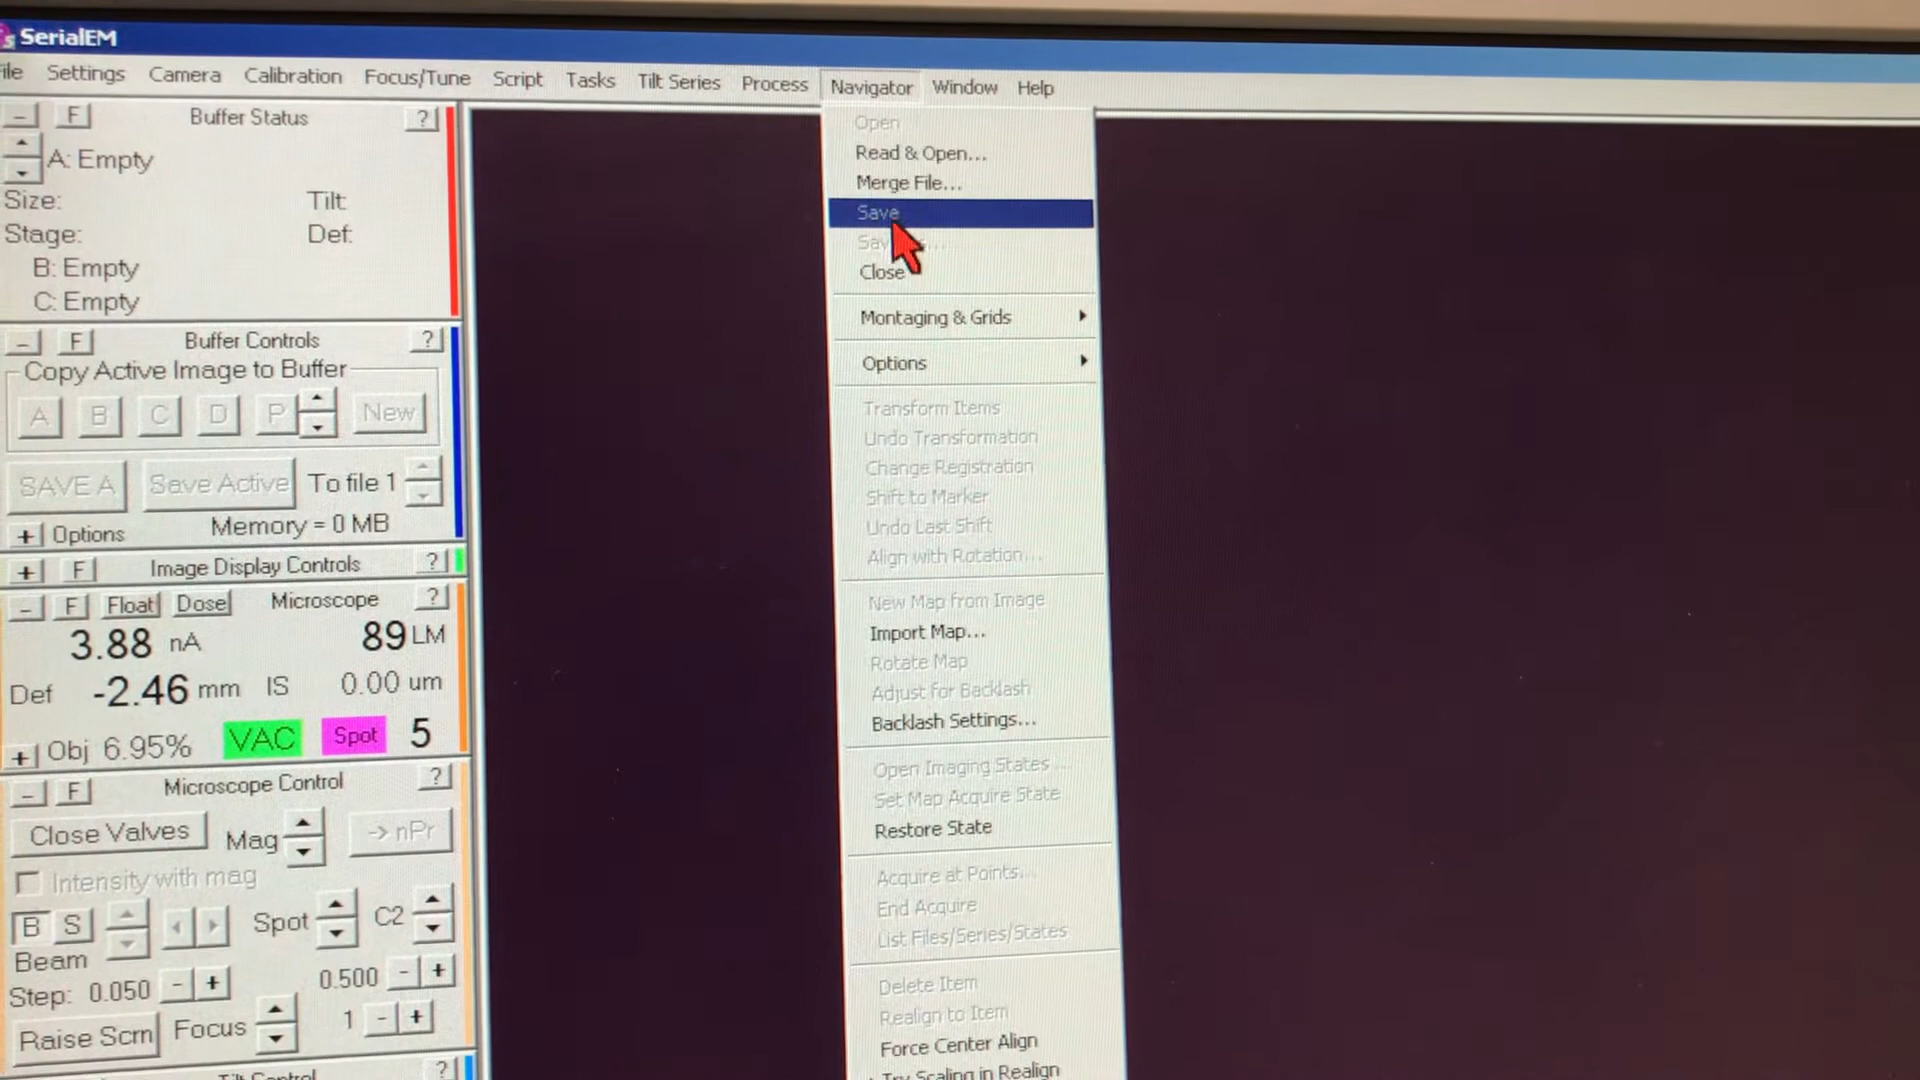 SerialEM
File Settings Camera Calibration Focus/Tune Script Tasks Tilt Series Process Navigator Window Help
- F Buffer Status ?
A: Empty
Size: Tilt:
Stage: Def:
B: Empty
C: Empty
- F Buffer Controls ?
Copy Active Image to Buffer
A B C D P New
SAVE A Save Active To file 1
+ Options Memory = 0 MB
+ F Image Display Controls ?
- F Float Dose Microscope ?
3.88 nA 89 LM
Def -2.46 mm IS 0.00 um
+ Obj 6.95% VAC Spot 5
- F Microscope Control ?
Close Valves Mag -> nPr
Intensity with mag
B S Spot C2
Beam
Step: 0.050 - + 0.500 - +
Raise Scrn Focus 1 - +
Tilt Control ?
Open
Read & Open...
Merge File...
Save
Close
Montaging & Grids
Options
Transform Items
Undo Transformation
Change Registration
Shift to Marker
Undo Last Shift
Align with Rotation...
New Map from Image
Import Map...
Rotate Map
Adjust for Backlash
Backlash Settings...
Open Imaging States ...
Set Map Acquire State
Restore State
Acquire at Points...
End Acquire
List Files/Series/States
Delete Item
Realign to Item
Force Center Align
Try Scaling in Realign